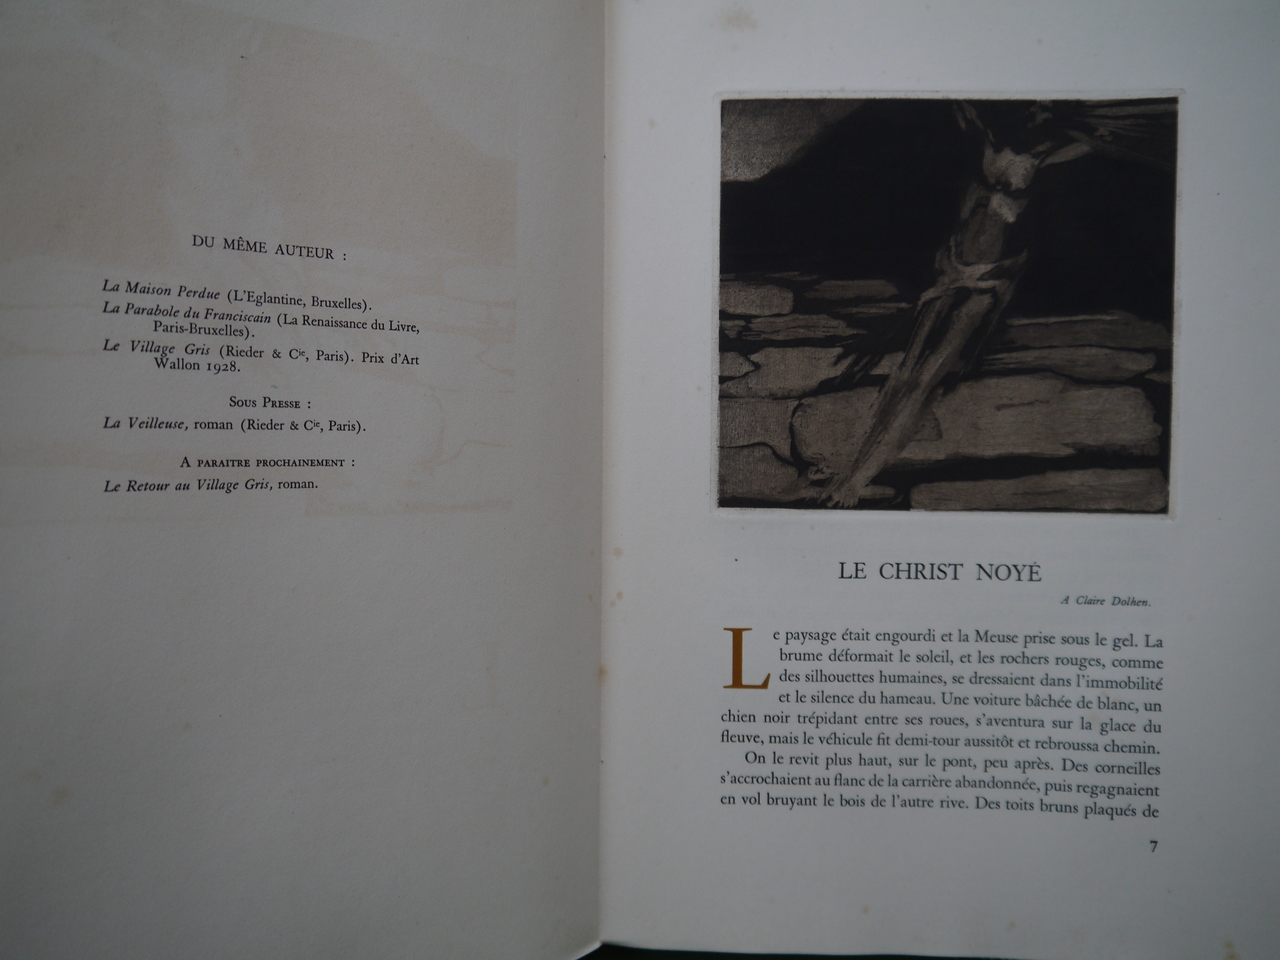 DU MÊME AUTEUR :
La Maison Perdue (L'Eglantine, Bruxelles).
La Parabole du Franciscain (La Renaissance du Livre,
Paris-Bruxelles).
Le Village Gris (Rieder & Cie, Paris). Prix d'Art
Wallon 1928.
SOUS PRESSE :
La Veilleuse, roman (Rieder & Cie, Paris).
A PARAITRE PROCHAINEMENT :
Le Retour au Village Gris, roman.
LE CHRIST NOYÉ
A Claire Dolhen.
Le paysage était engourdi et la Meuse prise sous le gel. La
brume déformait le soleil, et les rochers rouges, comme
des silhouettes humaines, se dressaient dans l'immobilité
et le silence du hameau. Une voiture bâchée de blanc, un
chien noir trépidant entre ses roues, s'aventura sur la glace du
fleuve, mais le véhicule fit demi-tour aussitôt et rebroussa chemin.
On le revit plus haut, sur le pont, peu après. Des corneilles
s'accrochaient au flanc de la carrière abandonnée, puis regagnaient
en vol bruyant le bois de l'autre rive. Des toits bruns plaqués de
7